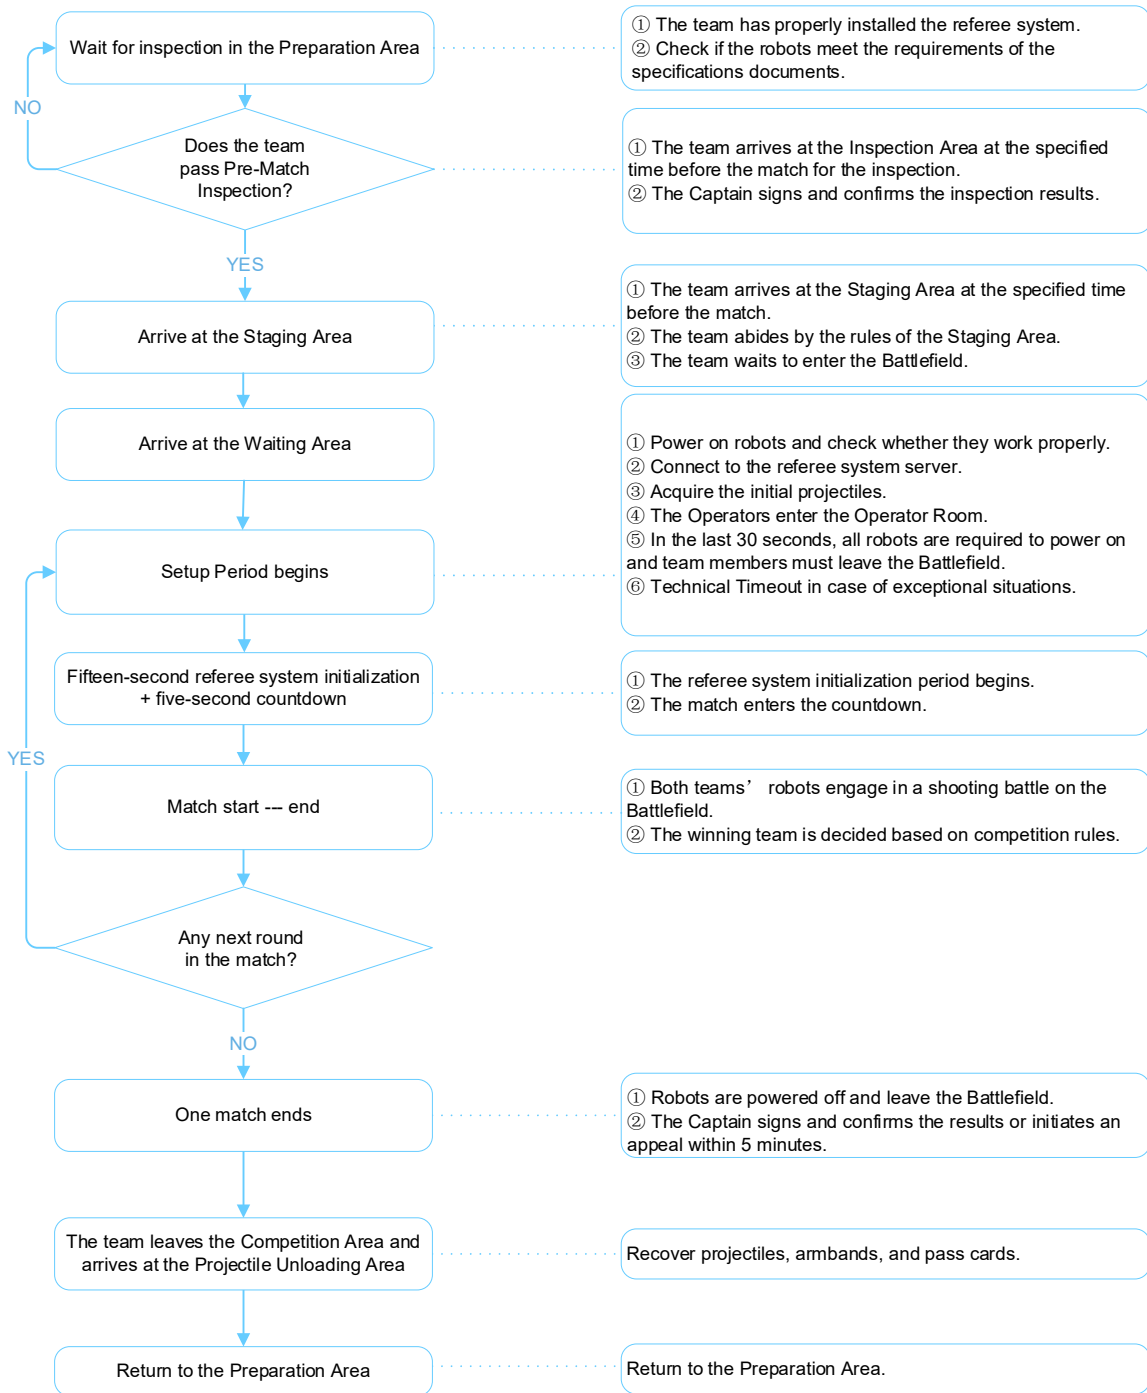 Wait for inspection in the Preparation Area
① The team has properly installed the referee system.
② Check if the robots meet the requirements of the
specifications documents.
NO
Does the team
pass Pre-Match
Inspection?
① The team arrives at the Inspection Area at the specified
time before the match for the inspection.
② The Captain signs and confirms the inspection results.
YES
Arrive at the Staging Area
① The team arrives at the Staging Area at the specified time
before the match.
② The team abides by the rules of the Staging Area.
③ The team waits to enter the Battlefield.
Arrive at the Waiting Area
Setup Period begins
① Power on robots and check whether they work properly.
② Connect to the referee system server.
③ Acquire the initial projectiles.
④ The Operators enter the Operator Room.
⑤ In the last 30 seconds, all robots are required to power on
and team members must leave the Battlefield.
⑥ Technical Timeout in case of exceptional situations.
Fifteen-second referee system initialization
+ five-second countdown
① The referee system initialization period begins.
② The match enters the countdown.
YES
Match start --- end
① Both teams’ robots engage in a shooting battle on the
Battlefield.
② The winning team is decided based on competition rules.
Any next round
in the match?
NO
One match ends
① Robots are powered off and leave the Battlefield.
② The Captain signs and confirms the results or initiates an
appeal within 5 minutes.
The team leaves the Competition Area and
arrives at the Projectile Unloading Area
Recover projectiles, armbands, and pass cards.
Return to the Preparation Area
Return to the Preparation Area.